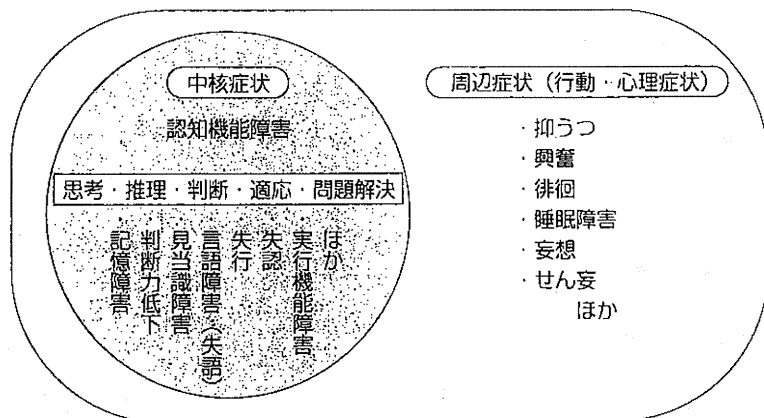 中核症状
認知機能障害
思考・推理・判断・適応・問題解決
記憶障害
判断力低下
見当識障害
言語障害（失語）
失行
失認
実行機能障害
ほか
周辺症状（行動・心理症状）
・抑うつ
・興奮
・徘徊
・睡眠障害
・妄想
・せん妄
ほか